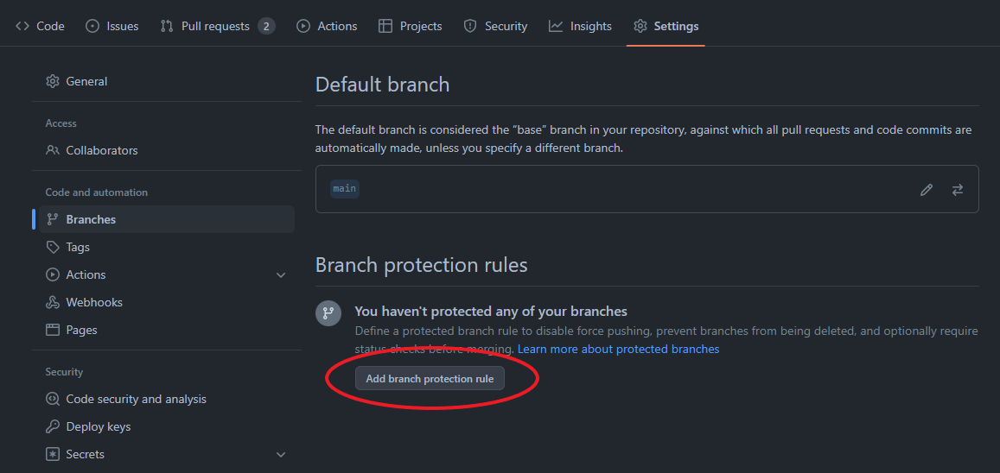 Code Issues Pull requests 2 Actions Projects Security Insights Settings
General
Access
Collaborators
Code and automation
Branches
Tags
Actions
Webhooks
Pages
Security
Code security and analysis
Deploy keys
Secrets
Default branch
The default branch is considered the “base” branch in your repository, against which all pull requests and code commits are
automatically made, unless you specify a different branch.
main
Branch protection rules
You haven't protected any of your branches
Define a protected branch rule to disable force pushing, prevent branches from being deleted, and optionally require
status checks before merging. Learn more about protected branches
Add branch protection rule